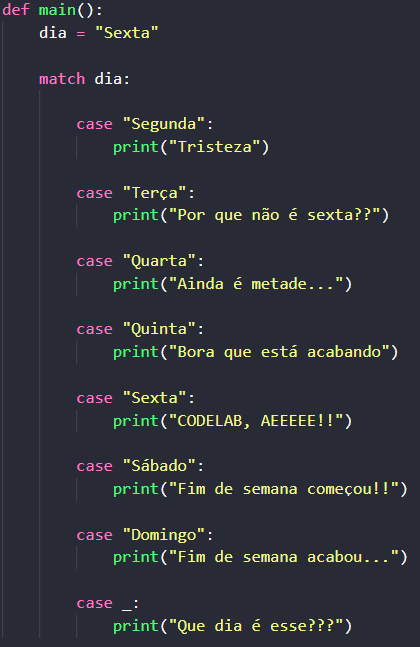 def main():
    dia = "Sexta"
    match dia:
        case "Segunda":
            print("Tristeza")
        case "Terça":
            print("Por que não é sexta??")
        case "Quarta":
            print("Ainda é metade...")
        case "Quinta":
            print("Bora que está acabando")
        case "Sexta":
            print("CODELAB, AEEEEE!!")
        case "Sábado":
            print("Fim de semana começou!!")
        case "Domingo":
            print("Fim de semana acabou...")
        case _:
            print("Que dia é esse???")